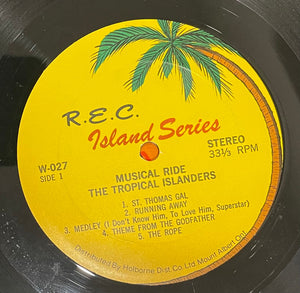 R.E.C.
Island Series
W-027
SIDE 1
STEREO
33⅓ RPM
MUSICAL RIDE
THE TROPICAL ISLANDERS
1. ST. THOMAS GAL
2. RUNNING AWAY
3. MEDLEY (I Don't Know Him, To Love Him, Superstar)
4. THEME FROM THE GODFATHER
5. THE ROPE
Distributed by Holborne Dist. Co. Ltd Mount Albert Ont